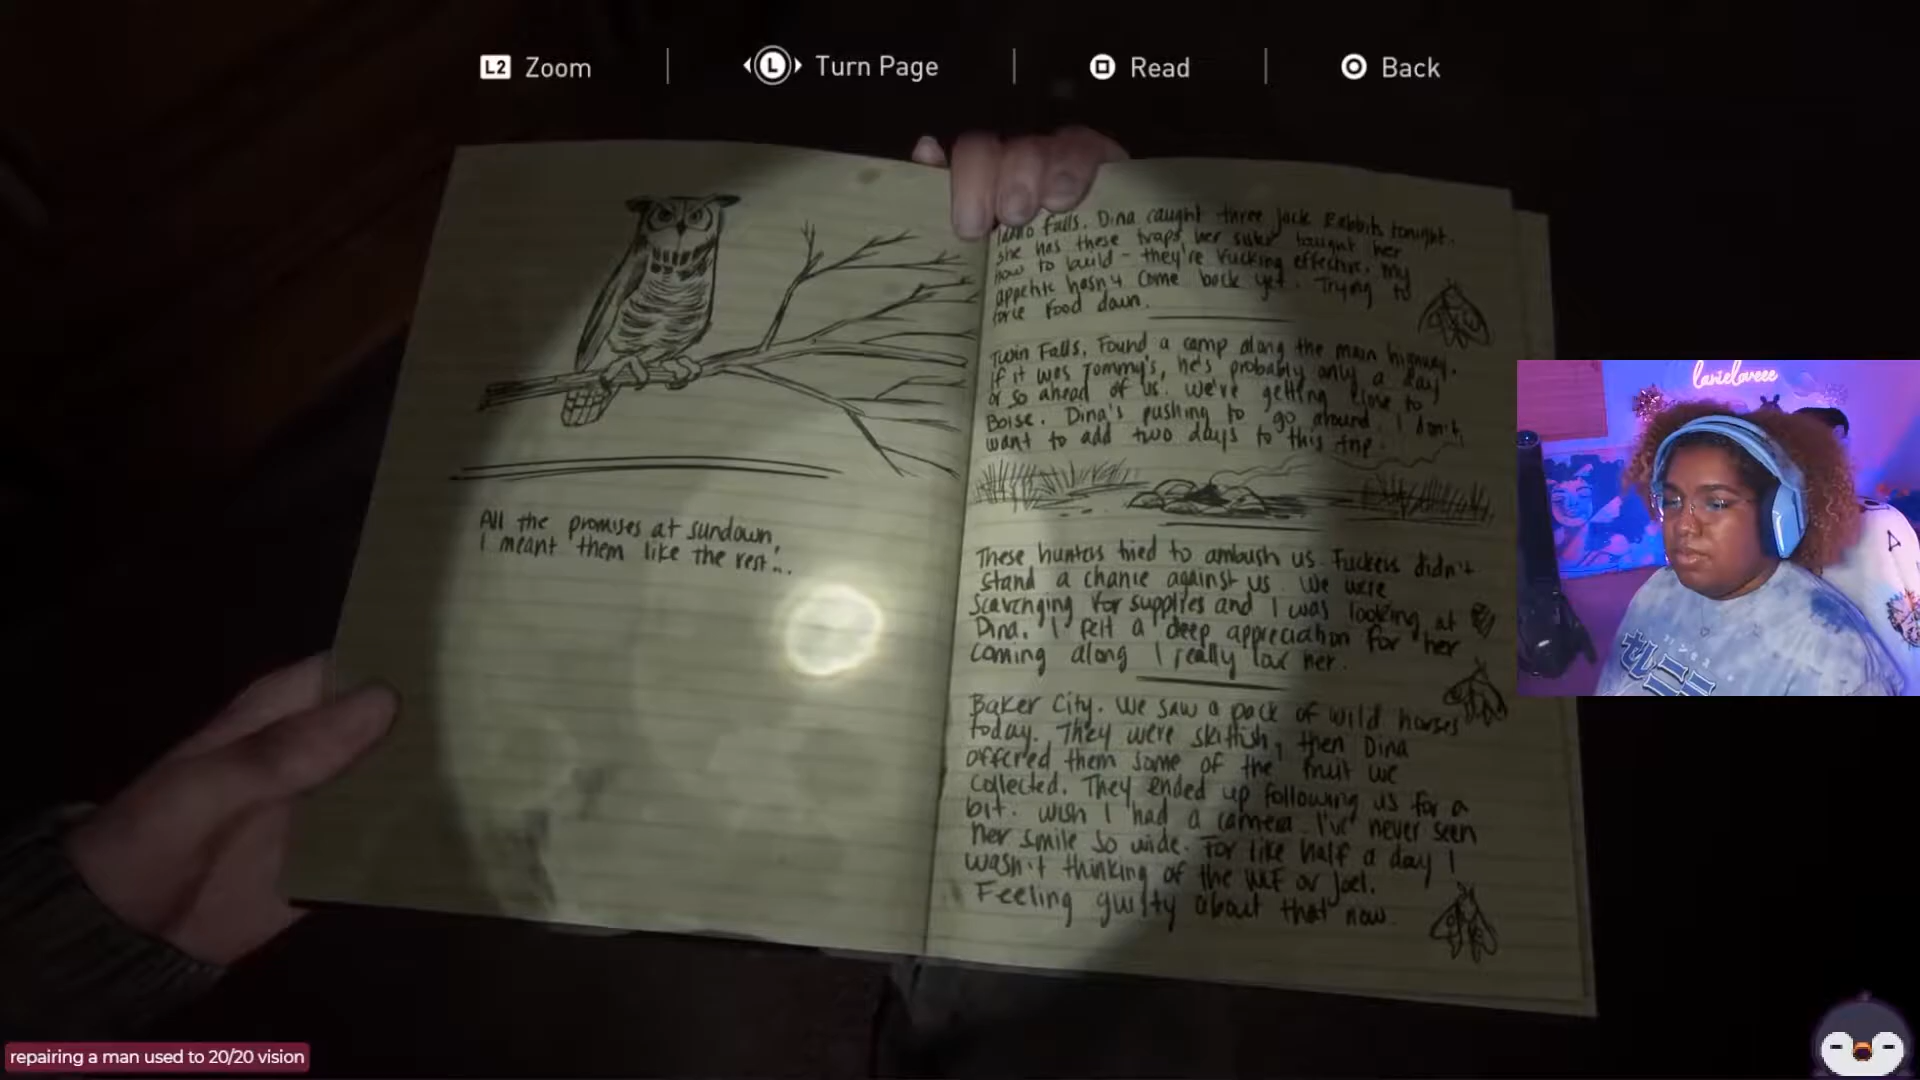 L2 Zoom
L Turn Page
Read
Back
Idaho Falls. Dina caught three jack Rabbits tonight.
She has these traps her sister taught her
how to build - they're fucking effective. My
appetite hasn't come back yet. Trying to
force food down.
Twin Falls. Found a camp along the main highway.
If it was Tommy's, he's probably only a day
or so ahead of us. We're getting close to
Boise. Dina's pushing to go around. I don't
want to add two days to this trip.
All the promises at sundown,
I meant them like the rest...
These hunters tried to ambush us. Fuckers didn't
stand a chance against us. We were
scavenging for supplies and I was looking at
Dina. I felt a deep appreciation for her
coming along I really love her.
Baker City. We saw a pack of wild horses
today. They were skittish, then Dina
offered them some of the fruit we
collected. They ended up following us for a
bit. Wish I had a camera. I've never seen
her smile so wide. For like half a day I
wasn't thinking of the WLF or Joel.
Feeling guilty about that now.
lavieloveee
セレニテ
repairing a man used to 20/20 vision